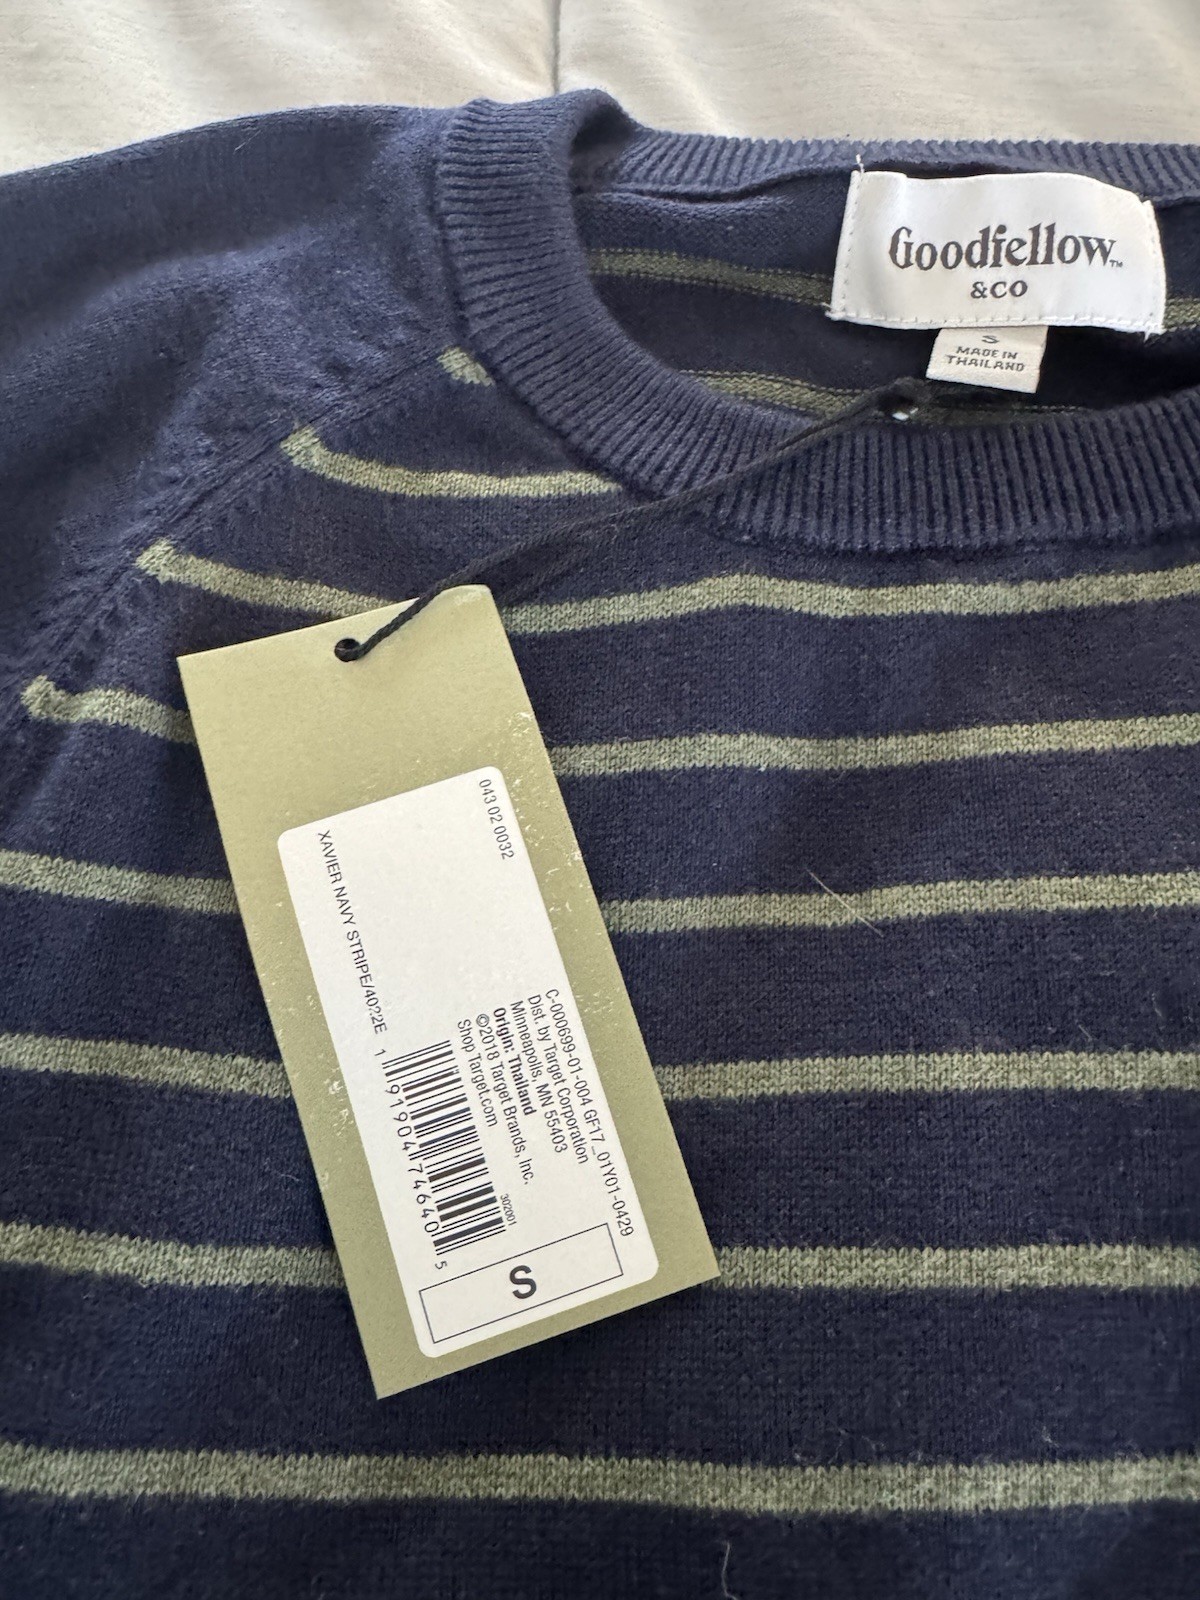 Goodfellow™
&CO
S
MADE IN
THAILAND
043 02 0032
XAVIER NAVY STRIPE/4022E
C-000699-01-004 GF17_01Y01-0429
Dist. by Target Corporation
Minneapolis, MN 55403
Origin: Thailand
©2018 Target Brands, Inc.
Shop Target.com
302001
1 91904 74640 5
S